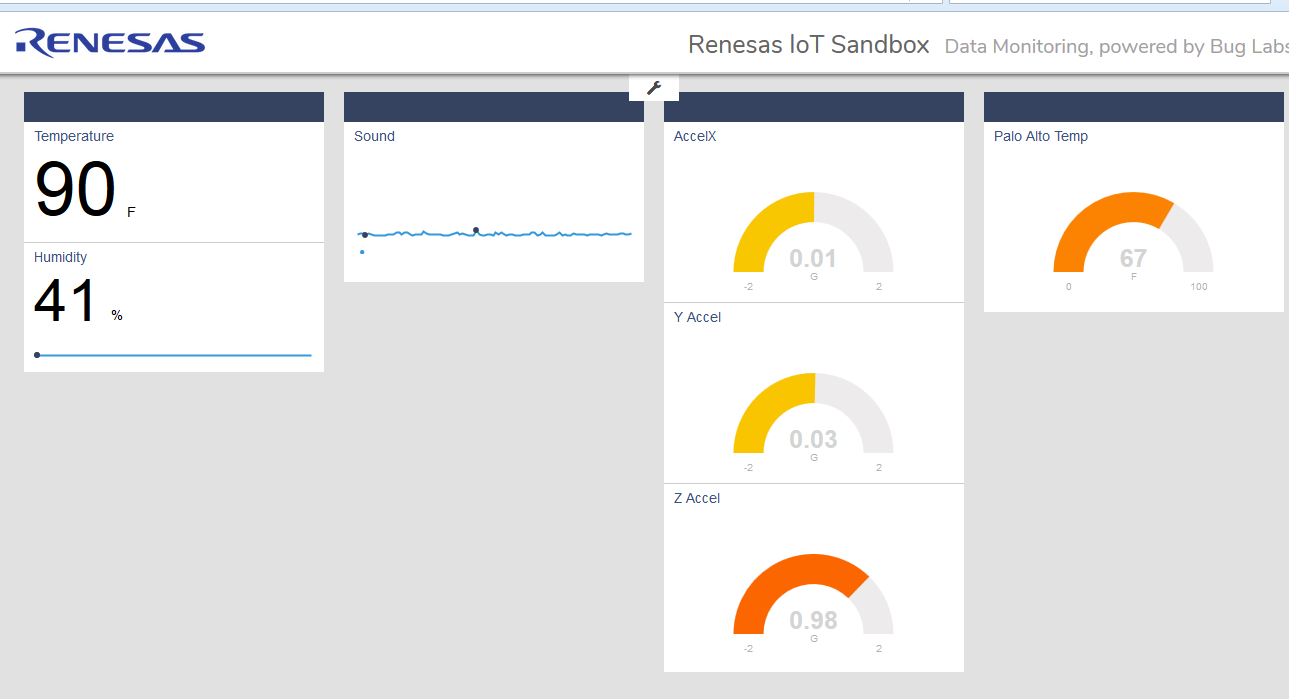 RENESAS
Renesas IoT Sandbox Data Monitoring, powered by Bug Labs
Temperature
90 F
Humidity
41 %
Sound
AccelX
0.01
G
-2 2
Y Accel
0.03
G
-2 2
Z Accel
0.98
G
-2 2
Palo Alto Temp
67
F
0 100